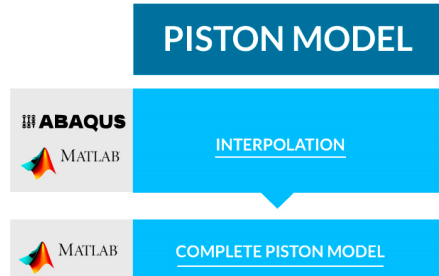 PISTON MODEL
ABAQUS
INTERPOLATION
MATLAB
MATLAB
COMPLETE PISTON MODEL